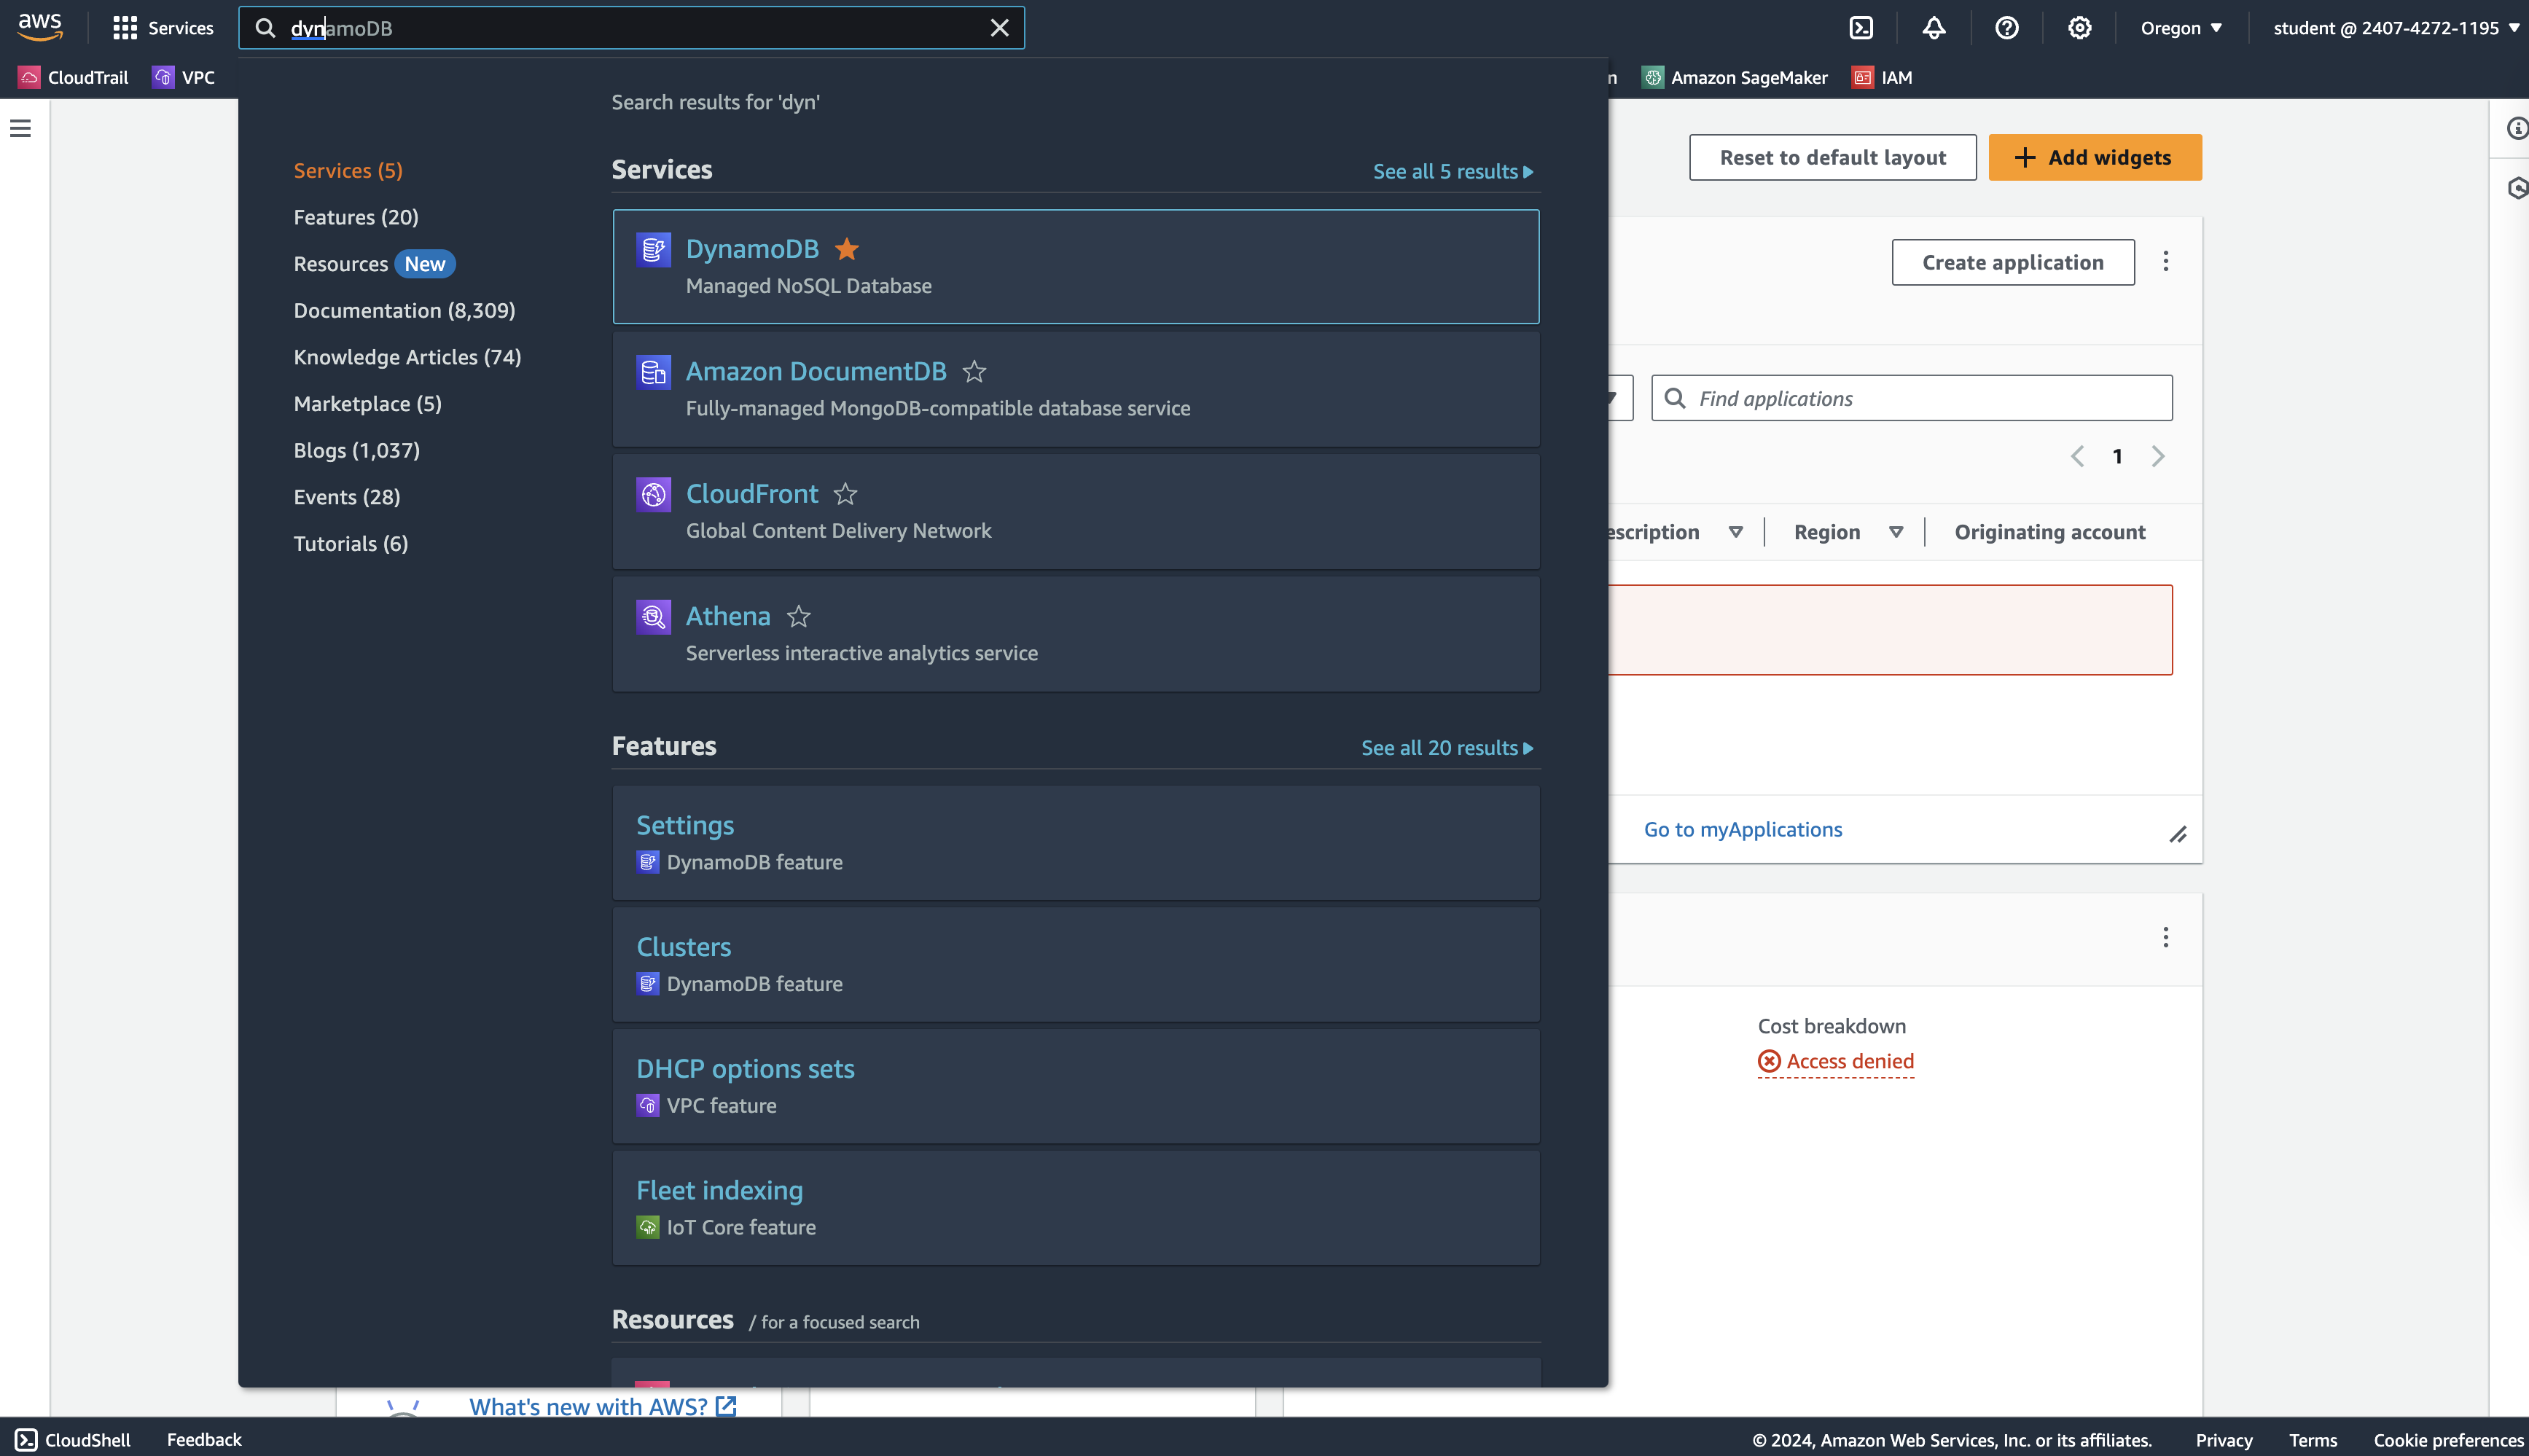 aws
Services
dynamoDB
Oregon
student @ 2407-4272-1195
CloudTrail
VPC
n
Amazon SageMaker
IAM
Search results for 'dyn'
Services (5)
Features (20)
Resources New
Documentation (8,309)
Knowledge Articles (74)
Marketplace (5)
Blogs (1,037)
Events (28)
Tutorials (6)
Services
See all 5 results
DynamoDB
Managed NoSQL Database
Amazon DocumentDB
Fully-managed MongoDB-compatible database service
CloudFront
Global Content Delivery Network
Athena
Serverless interactive analytics service
Features
See all 20 results
Settings
DynamoDB feature
Clusters
DynamoDB feature
DHCP options sets
VPC feature
Fleet indexing
IoT Core feature
Resources / for a focused search
Reset to default layout
+ Add widgets
Create application
Find applications
1
escription
Region
Originating account
Go to myApplications
Cost breakdown
Access denied
What's new with AWS?
CloudShell
Feedback
© 2024, Amazon Web Services, Inc. or its affiliates.
Privacy
Terms
Cookie preferences